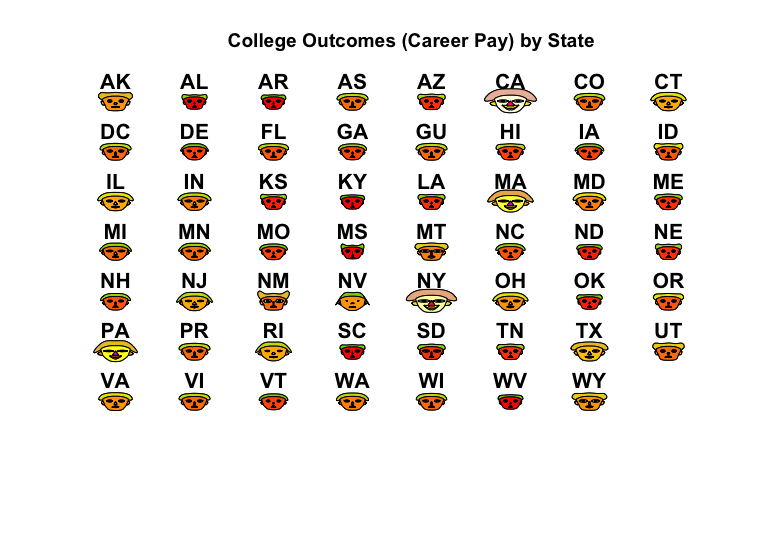 College Outcomes (Career Pay) by State
AK AL AR AS AZ CA CO CT
DC DE FL GA GU HI IA ID
IL IN KS KY LA MA MD ME
MI MN MO MS MT NC ND NE
NH NJ NM NV NY OH OK OR
PA PR RI SC SD TN TX UT
VA VI VT WA WI WV WY